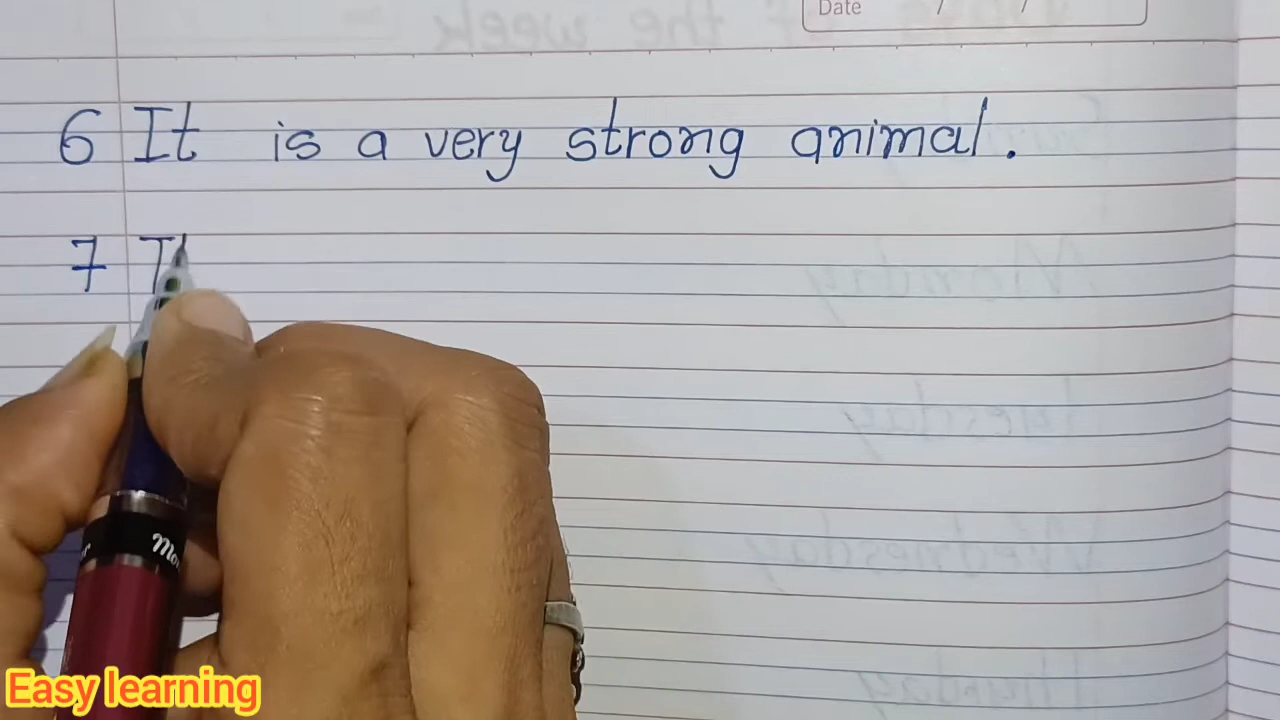 Date / /
6 It is a very strong animal.
7 T
Easy learning